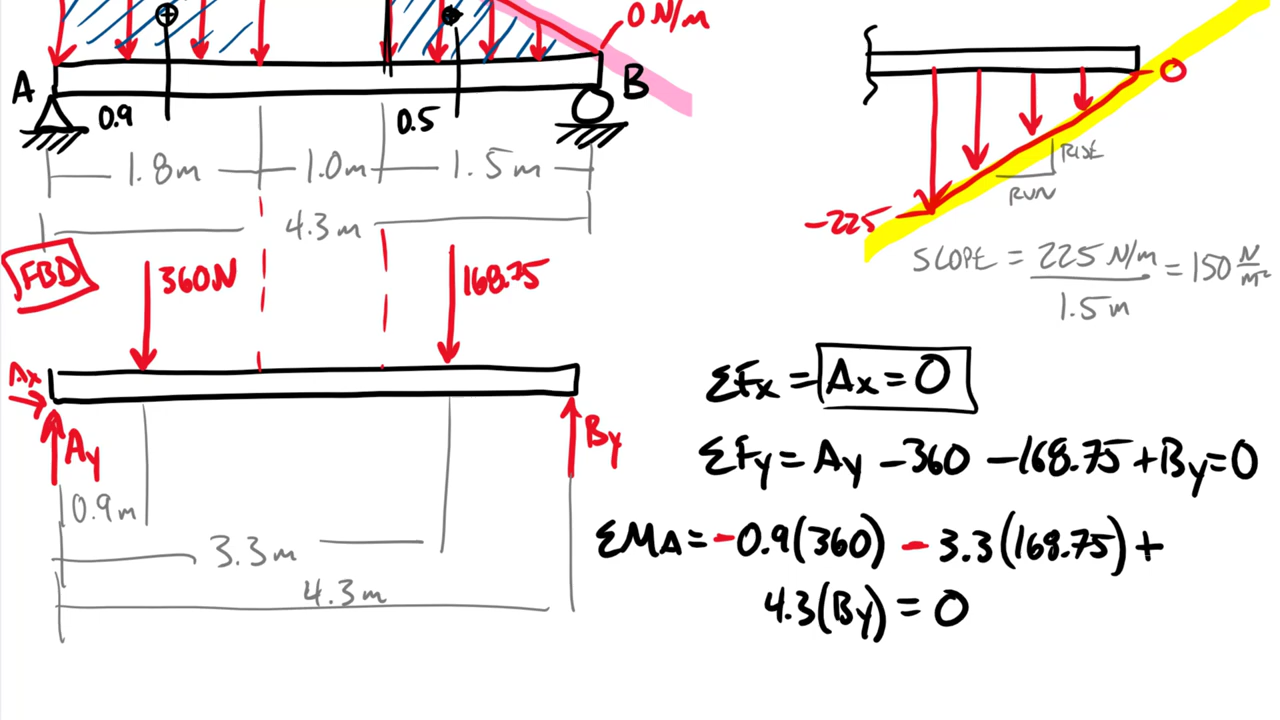 0 N/m
A
B
0.9
0.5
1.8m
1.0m
1.5m
4.3m
FBD
360N
168.75
Ax
Ay
By
0.9m
3.3m
4.3m
0
-225
RISE
RUN
SLOPE = 225 N/m / 1.5m = 150 N/m²
ΣFx = Ax = 0
ΣFy = Ay - 360 - 168.75 + By = 0
ΣMA = -0.9(360) - 3.3(168.75) +
4.3(By) = 0